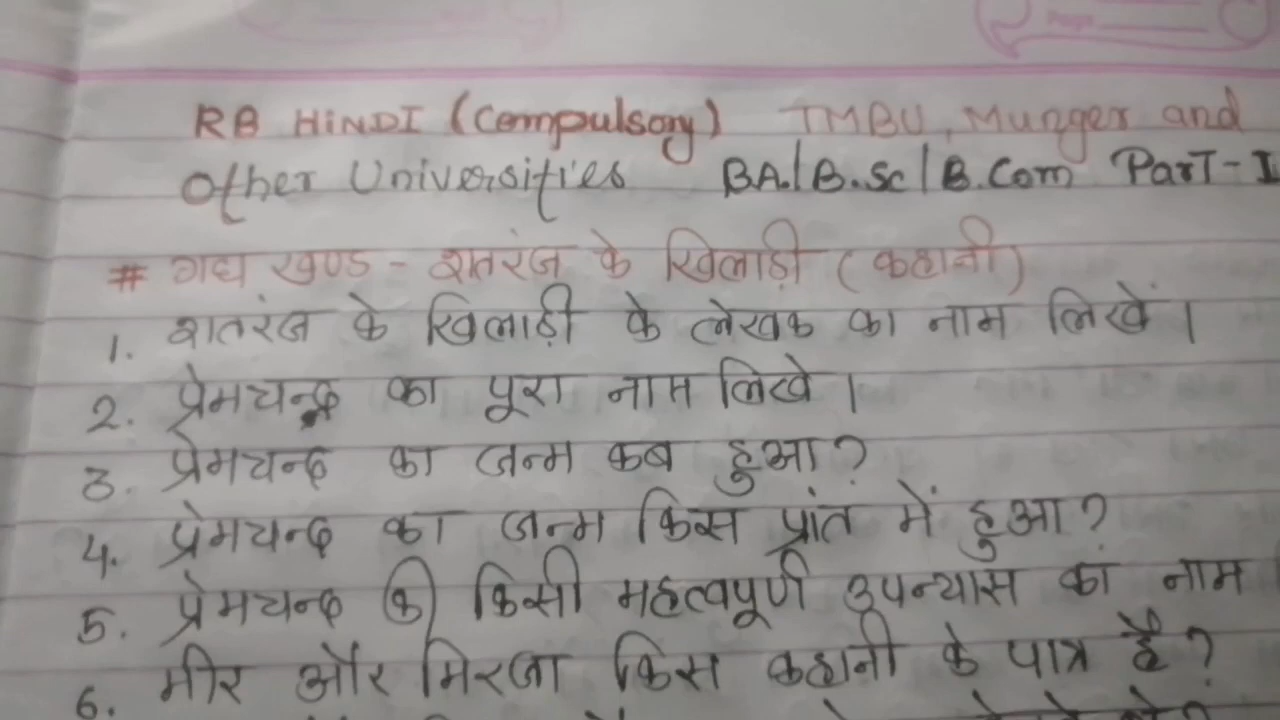 RB HiNDI (Compulsory) TMBU, Munger and
Other Universities BA/B.Sc/B.Com Part-I
# गद्य खण्ड - शतरंज के खिलाड़ी (कहानी)
1. शतरंज के खिलाड़ी के लेखक का नाम लिखें।
2. प्रेमचन्द्र का पूरा नाम लिखे।
3. प्रेमचन्द का जन्म कब हुआ?
4. प्रेमचन्द का जन्म किस प्रांत में हुआ?
5. प्रेमचन्द की किसी महत्वपूर्ण उपन्यास का नाम
6. मीर और मिरजा किस कहानी के पात्र है?